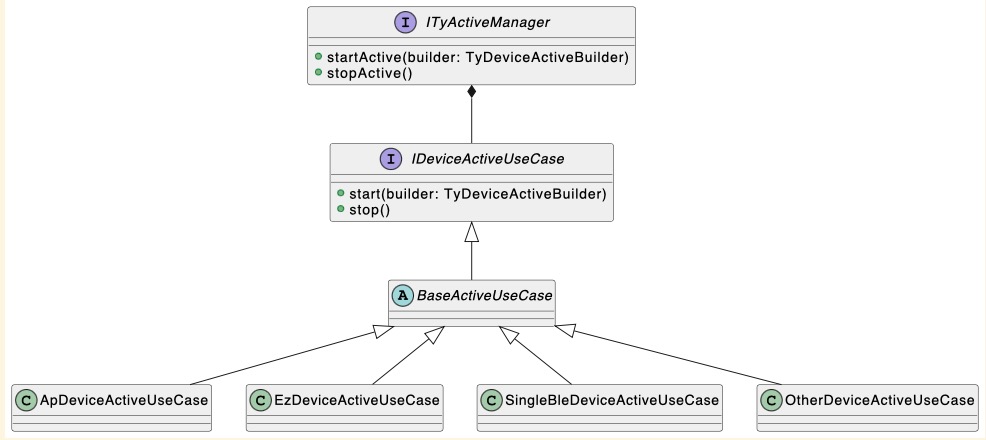 I ITyActiveManager
startActive(builder: TyDeviceActiveBuilder)
stopActive()
I IDeviceActiveUseCase
start(builder: TyDeviceActiveBuilder)
stop()
A BaseActiveUseCase
C ApDeviceActiveUseCase
C EzDeviceActiveUseCase
C SingleBleDeviceActiveUseCase
C OtherDeviceActiveUseCase